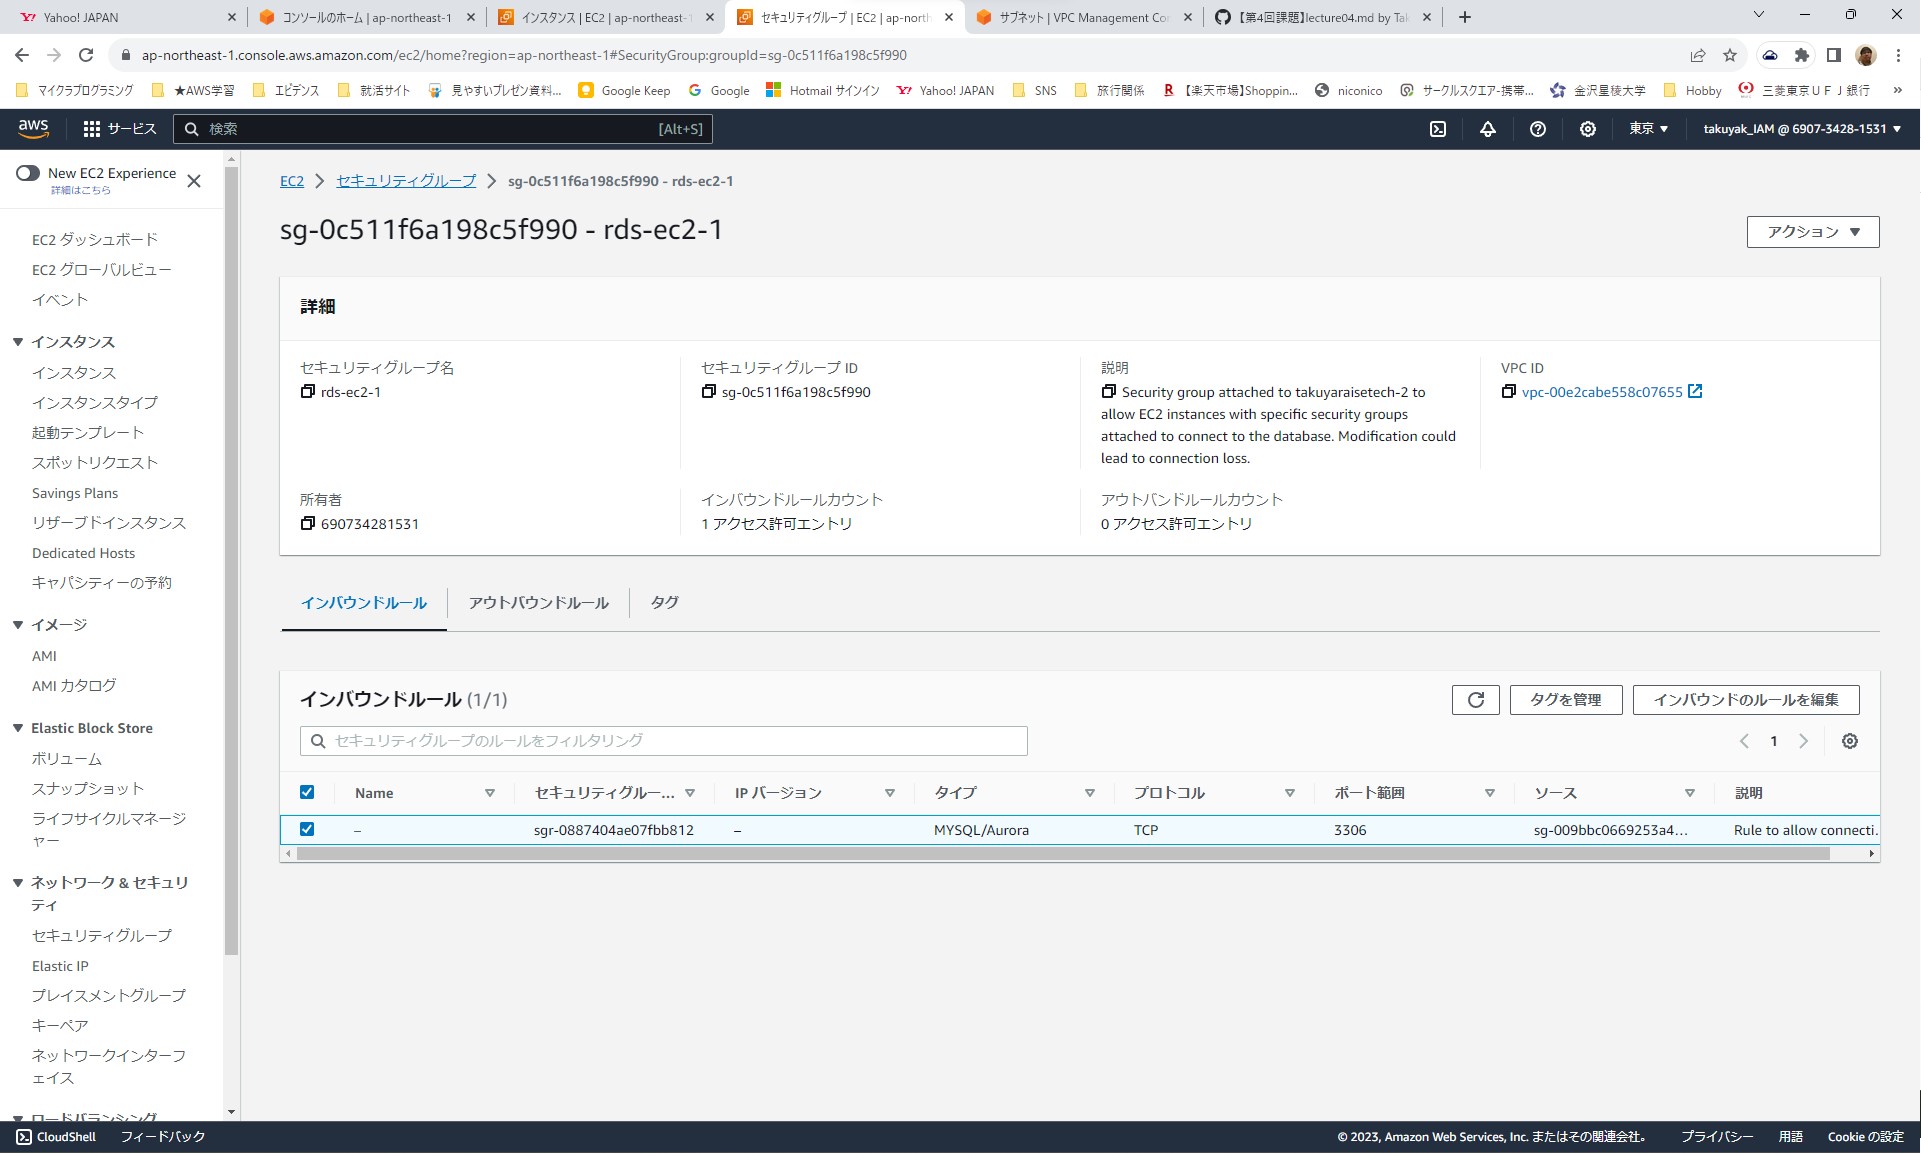 Yahoo! JAPAN
コンソールのホーム | ap-northeast-1
インスタンス | EC2 | ap-northeast-1
セキュリティグループ | EC2 | ap-north
サブネット | VPC Management Co
【第4回課題】lecture04.md by Tak
ap-northeast-1.console.aws.amazon.com/ec2/home?region=ap-northeast-1#SecurityGroup:groupId=sg-0c511f6a198c5f990
マイクラプログラミング
★AWS学習
エビデンス
就活サイト
見やすいプレゼン資料...
Google Keep
Google
Hotmail サインイン
Yahoo! JAPAN
SNS
旅行関係
【楽天市場】Shoppin...
niconico
サークルスクエア-携帯...
金沢星稜大学
Hobby
三菱東京ＵＦＪ銀行
»
aws
サービス
検索
[Alt+S]
東京 ▼
takuyak_IAM @ 6907-3428-1531 ▼
New EC2 Experience
詳細はこちら
EC2 ダッシュボード
EC2 グローバルビュー
イベント
▼ インスタンス
インスタンス
インスタンスタイプ
起動テンプレート
スポットリクエスト
Savings Plans
リザーブドインスタンス
Dedicated Hosts
キャパシティーの予約
▼ イメージ
AMI
AMI カタログ
▼ Elastic Block Store
ボリューム
スナップショット
ライフサイクルマネージ
ャー
▼ ネットワーク & セキュリ
ティ
セキュリティグループ
Elastic IP
プレイスメントグループ
キーペア
ネットワークインターフ
ェイス
▼ ロードバランシング
EC2 > セキュリティグループ > sg-0c511f6a198c5f990 - rds-ec2-1
sg-0c511f6a198c5f990 - rds-ec2-1
アクション ▼
詳細
セキュリティグループ名
rds-ec2-1
セキュリティグループ ID
sg-0c511f6a198c5f990
説明
Security group attached to takuyaraisetech-2 to
allow EC2 instances with specific security groups
attached to connect to the database. Modification could
lead to connection loss.
VPC ID
vpc-00e2cabe558c07655
所有者
690734281531
インバウンドルールカウント
1 アクセス許可エントリ
アウトバンドルールカウント
0 アクセス許可エントリ
インバウンドルール
アウトバウンドルール
タグ
インバウンドルール (1/1)
タグを管理
インバウンドのルールを編集
セキュリティグループのルールをフィルタリング
1
Name
セキュリティグルー...
IP バージョン
タイプ
プロトコル
ポート範囲
ソース
説明
–
sgr-0887404ae07fbb812
–
MYSQL/Aurora
TCP
3306
sg-009bbc0669253a4...
Rule to allow connecti.
CloudShell
フィードバック
© 2023, Amazon Web Services, Inc. またはその関連会社。
プライバシー
用語
Cookie の設定